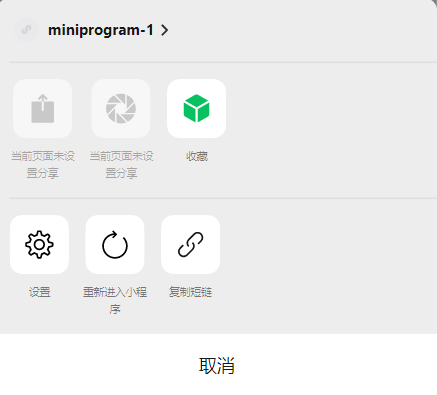 miniprogram-1
当前页面未设
置分享
当前页面未设
置分享
收藏
设置
重新进入小程
序
复制短链
取消